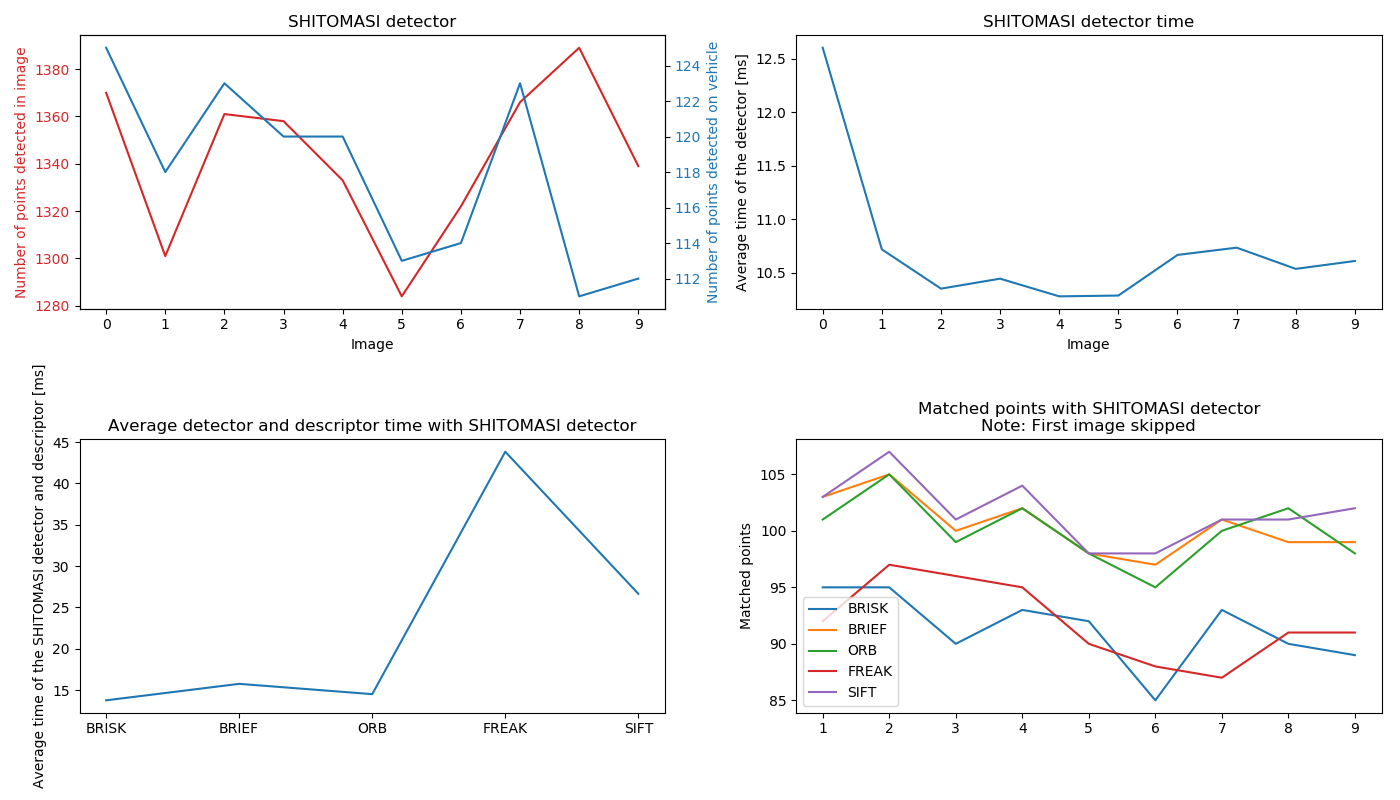 SHITOMASI detector
Number of points detected in image
1380
1360
1340
1320
1300
1280
124
122
120
118
116
114
112
Number of points detected on vehicle
0 1 2 3 4 5 6 7 8 9
Image
SHITOMASI detector time
Average time of the detector [ms]
12.5
12.0
11.5
11.0
10.5
0 1 2 3 4 5 6 7 8 9
Image
Average detector and descriptor time with SHITOMASI detector
Average time of the SHITOMASI detector and descriptor [ms]
45
40
35
30
25
20
15
BRISK BRIEF ORB FREAK SIFT
Matched points with SHITOMASI detector
Note: First image skipped
Matched points
105
100
95
90
85
BRISK
BRIEF
ORB
FREAK
SIFT
1 2 3 4 5 6 7 8 9